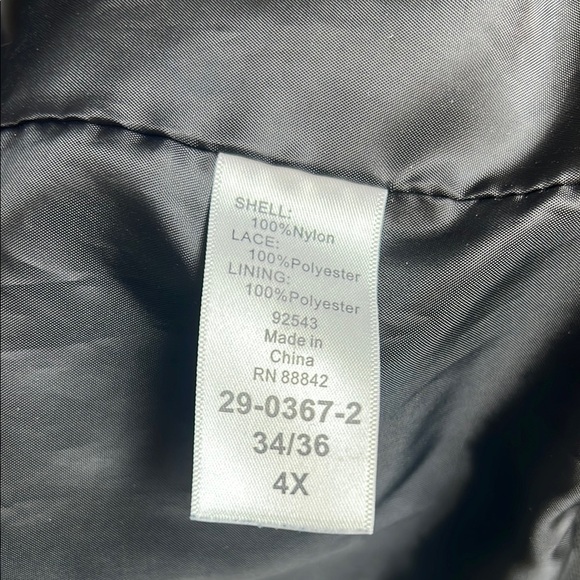 SHELL:
100%Nylon
LACE:
100%Polyester
LINING:
100%Polyester
92543
Made in
China
RN 88842
29-0367-2
34/36
4X